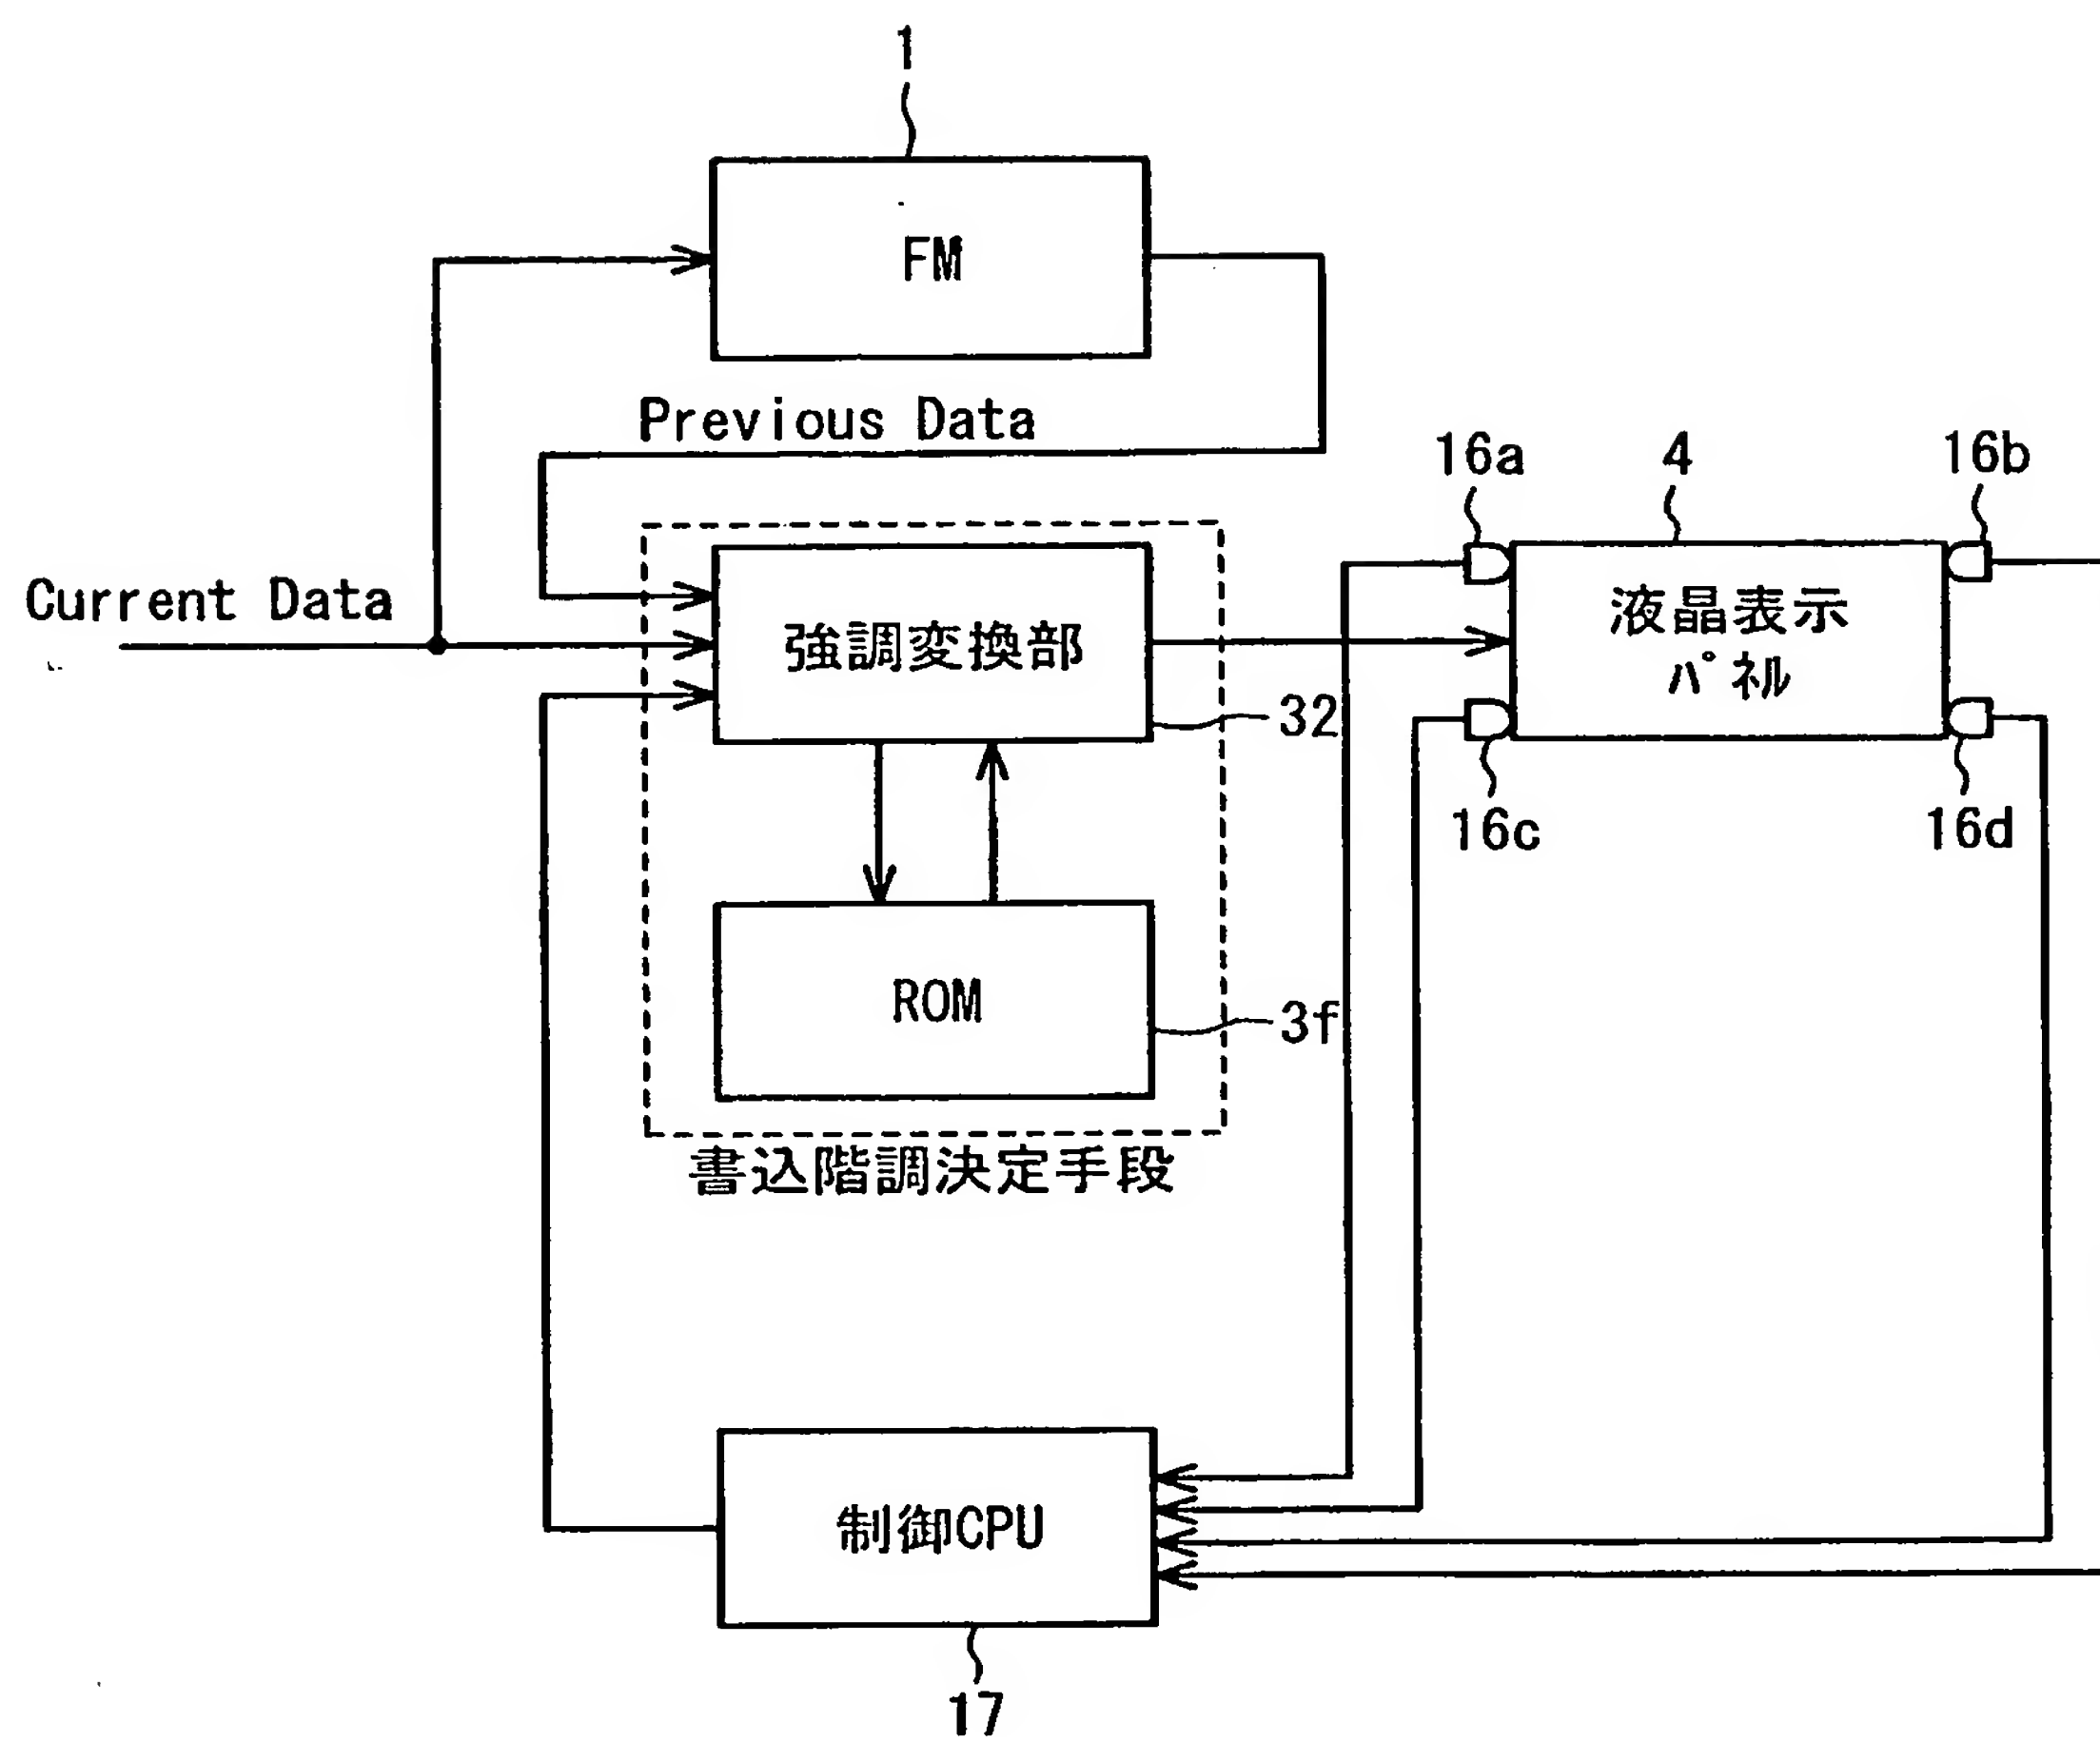 1
FM
Previous Data
16a
4
16b
Current Data
強調変換部
液晶表示
パネル
32
16c
16d
ROM
3f
書込階調決定手段
制御CPU
17